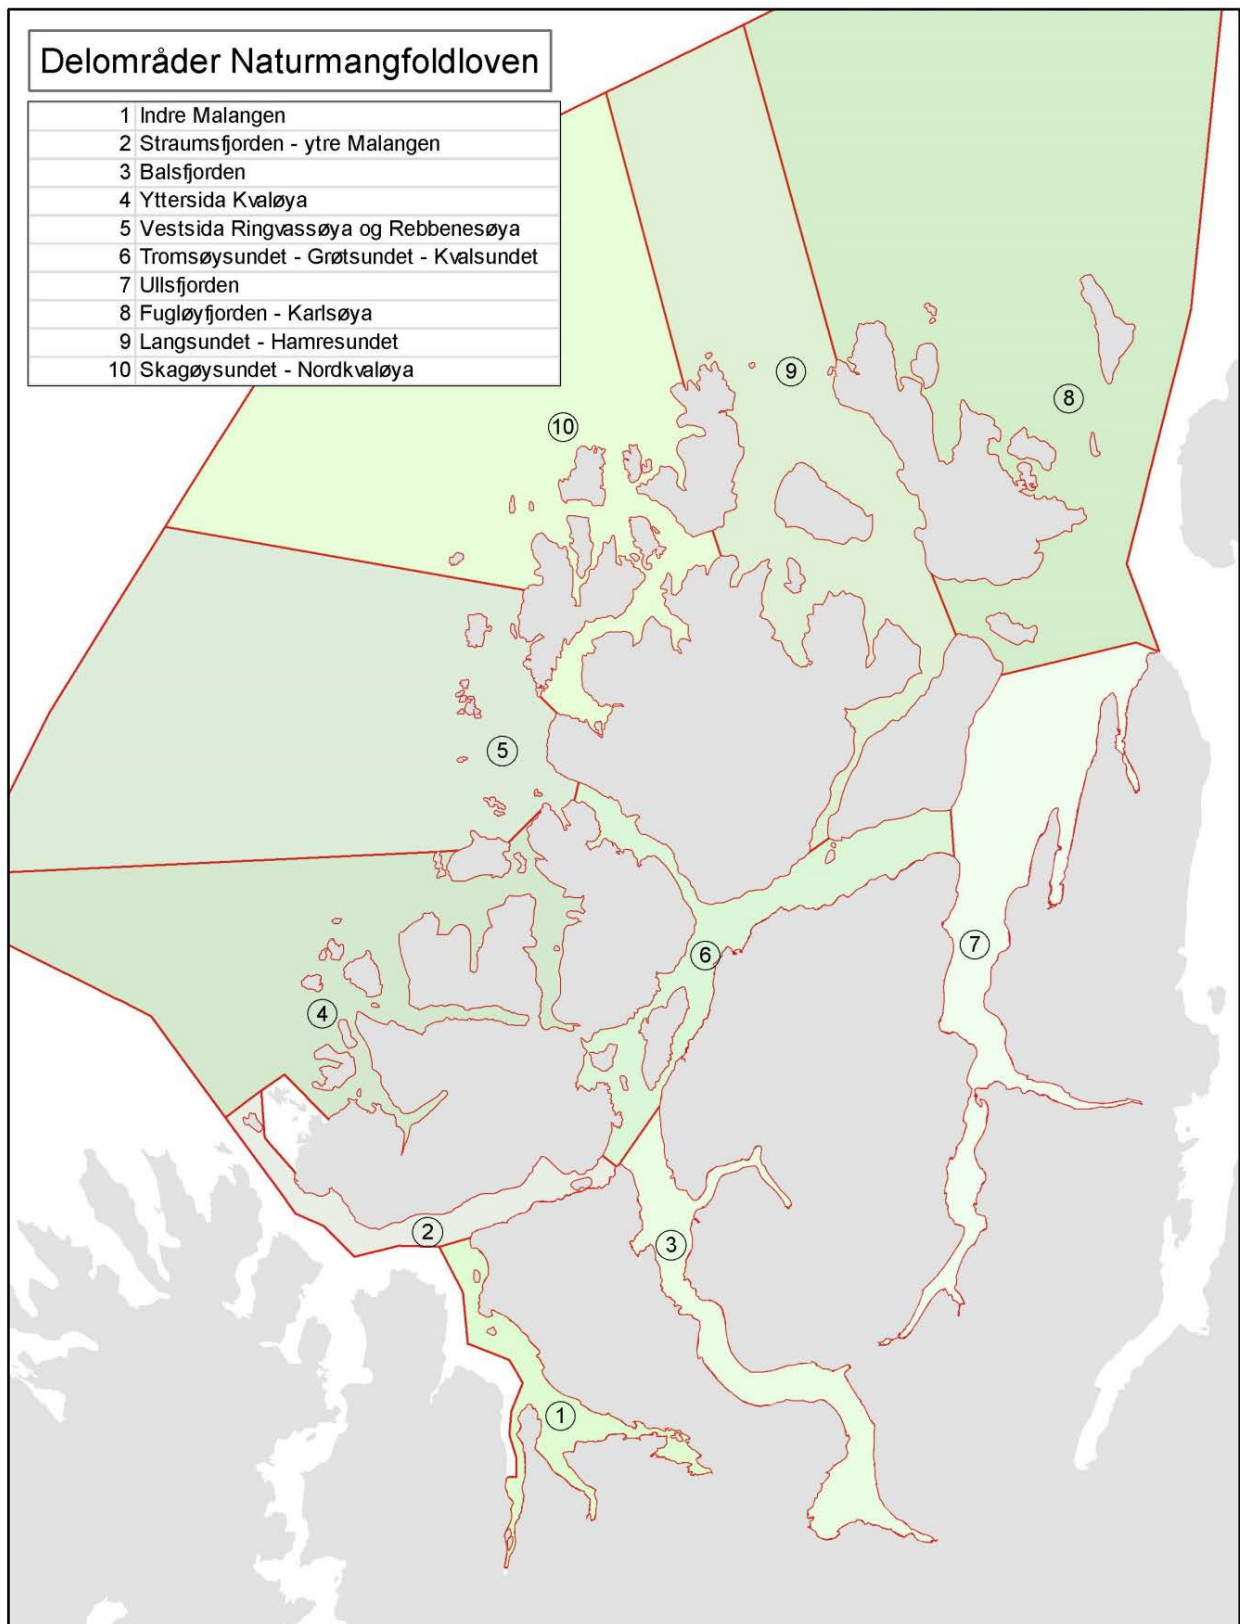 Delområder Naturmangfoldloven
1 Indre Malangen
2 Straumsfjorden - ytre Malangen
3 Balsfjorden
4 Yttersida Kvaløya
5 Vestsida Ringvassøya og Rebbenesøya
6 Tromsøysundet - Grøtsundet - Kvalsundet
7 Ullsfjorden
8 Fugløyfjorden - Karlsøya
9 Langsundet - Hamresundet
10 Skagøysundet - Nordkvaløya
9
8
10
5
6
7
4
2
3
1